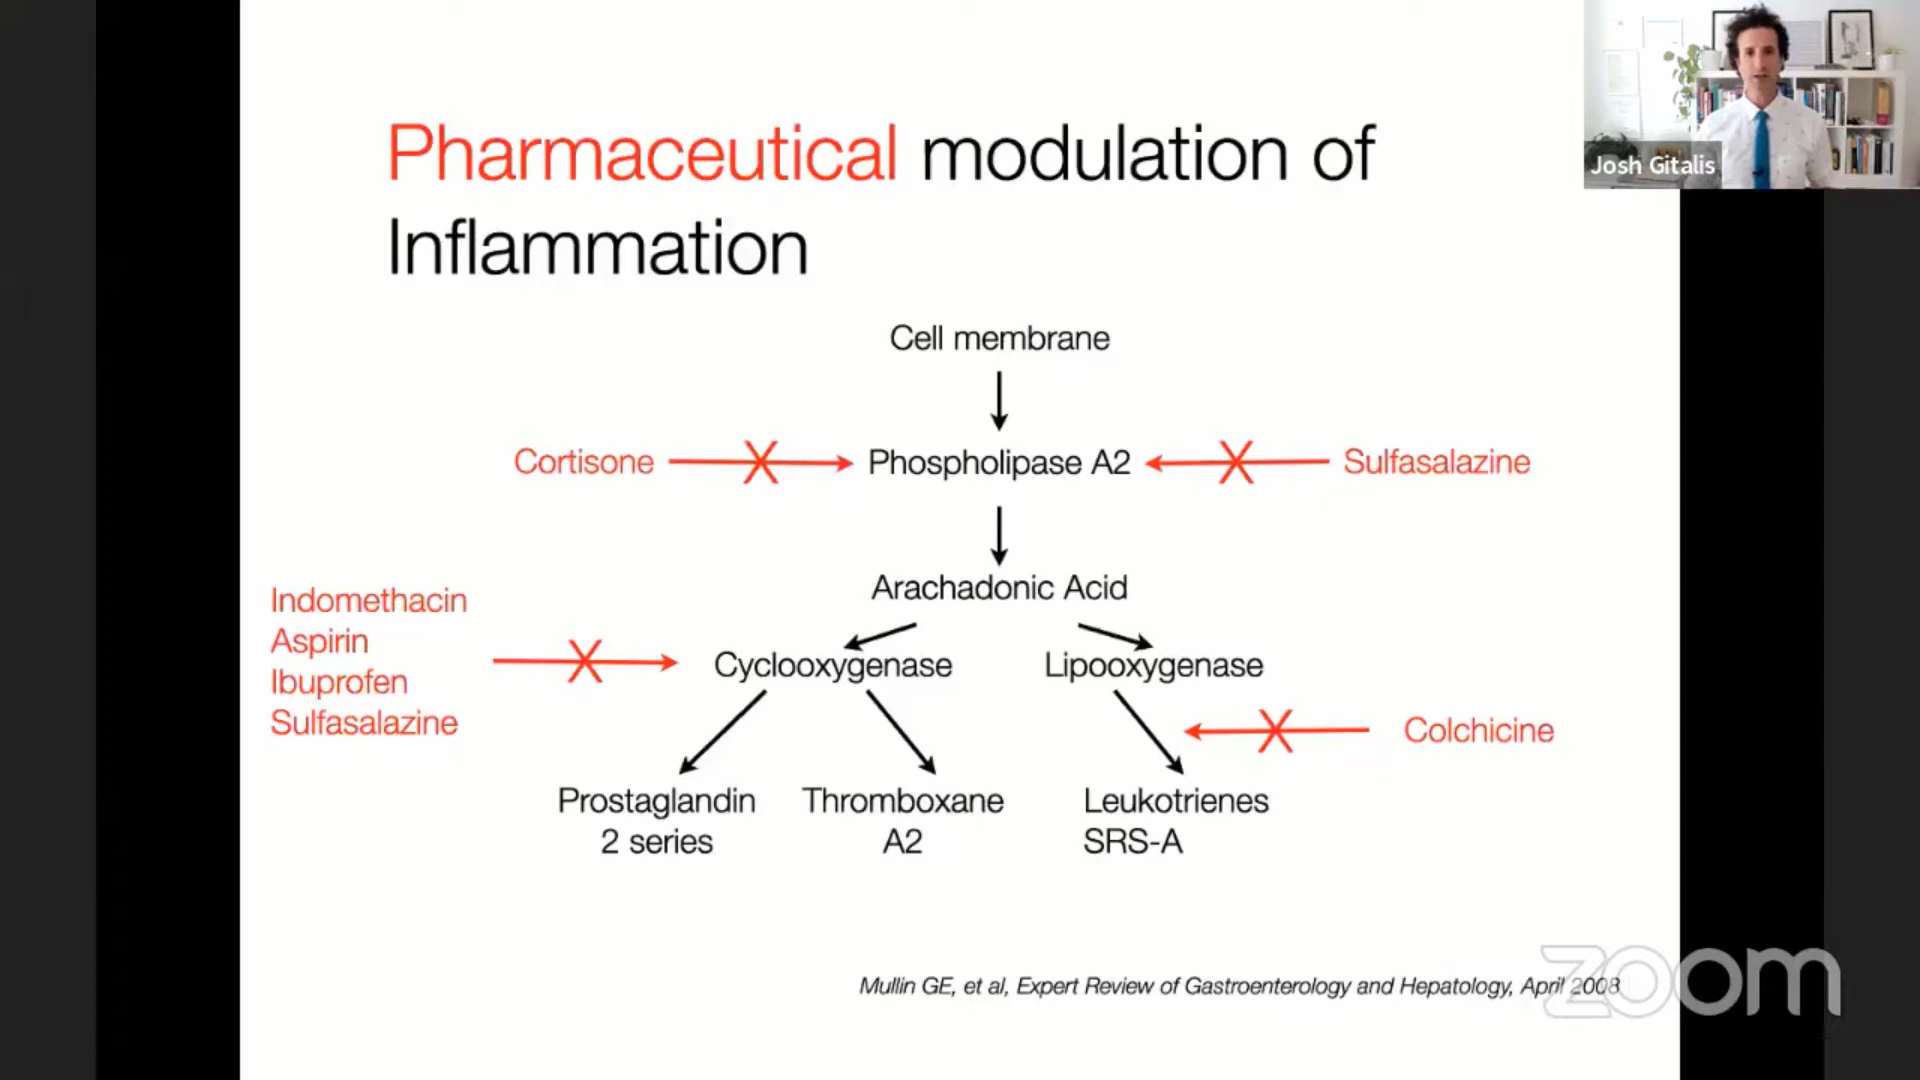 Josh Gitalis
Pharmaceutical modulation of
Inflammation
Cell membrane
Cortisone
X
Phospholipase A2
X
Sulfasalazine
Arachadonic Acid
Indomethacin
Aspirin
Ibuprofen
Sulfasalazine
X
Cyclooxygenase
Lipooxygenase
X
Colchicine
Prostaglandin
2 series
Thromboxane
A2
Leukotrienes
SRS-A
Mullin GE, et al, Expert Review of Gastroenterology and Hepatology, April 2008
zoom